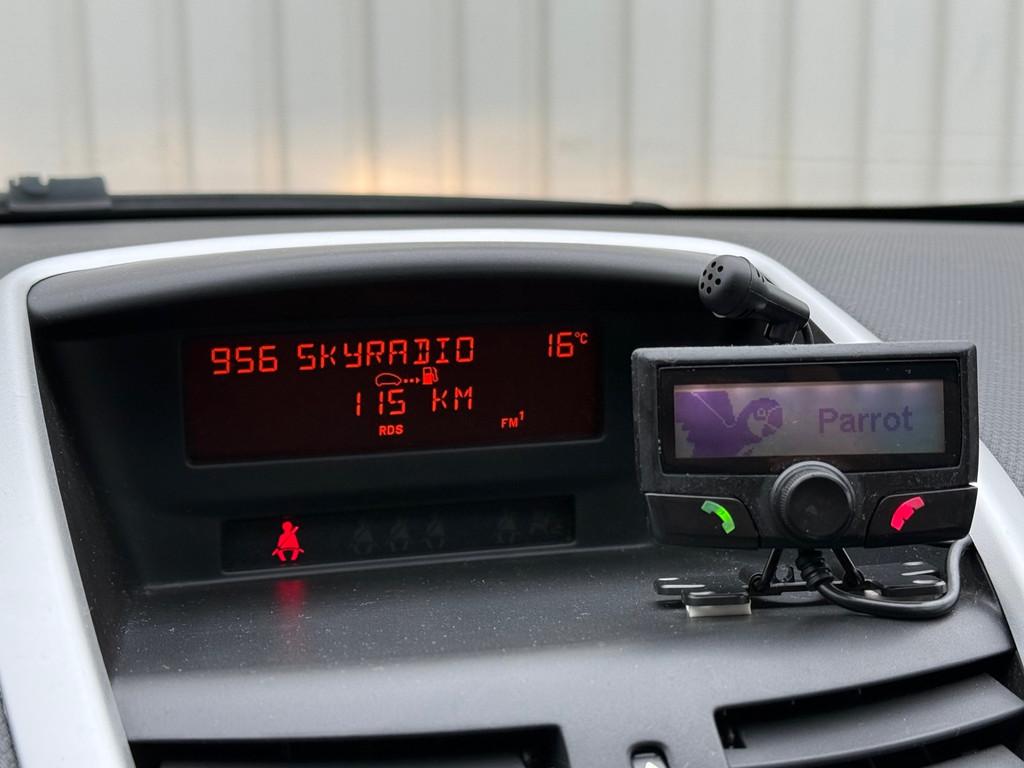 956 SKYRADIO 16°C
115 KM
RDS FM1
Parrot